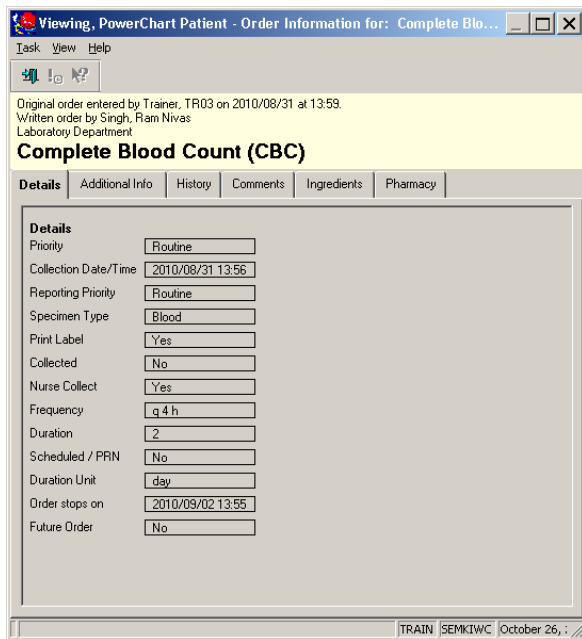 Viewing, PowerChart Patient - Order Information for: Complete Blo...
Task View Help
Original order entered by Trainer, TR03 on 2010/08/31 at 13:59.
Written order by Singh, Ram Nivas
Laboratory Department
Complete Blood Count (CBC)
Details Additional Info History Comments Ingredients Pharmacy
Details
Priority Routine
Collection Date/Time 2010/08/31 13:56
Reporting Priority Routine
Specimen Type Blood
Print Label Yes
Collected No
Nurse Collect Yes
Frequency q 4 h
Duration 2
Scheduled / PRN No
Duration Unit day
Order stops on 2010/09/02 13:55
Future Order No
TRAIN SEMKIWC October 26,